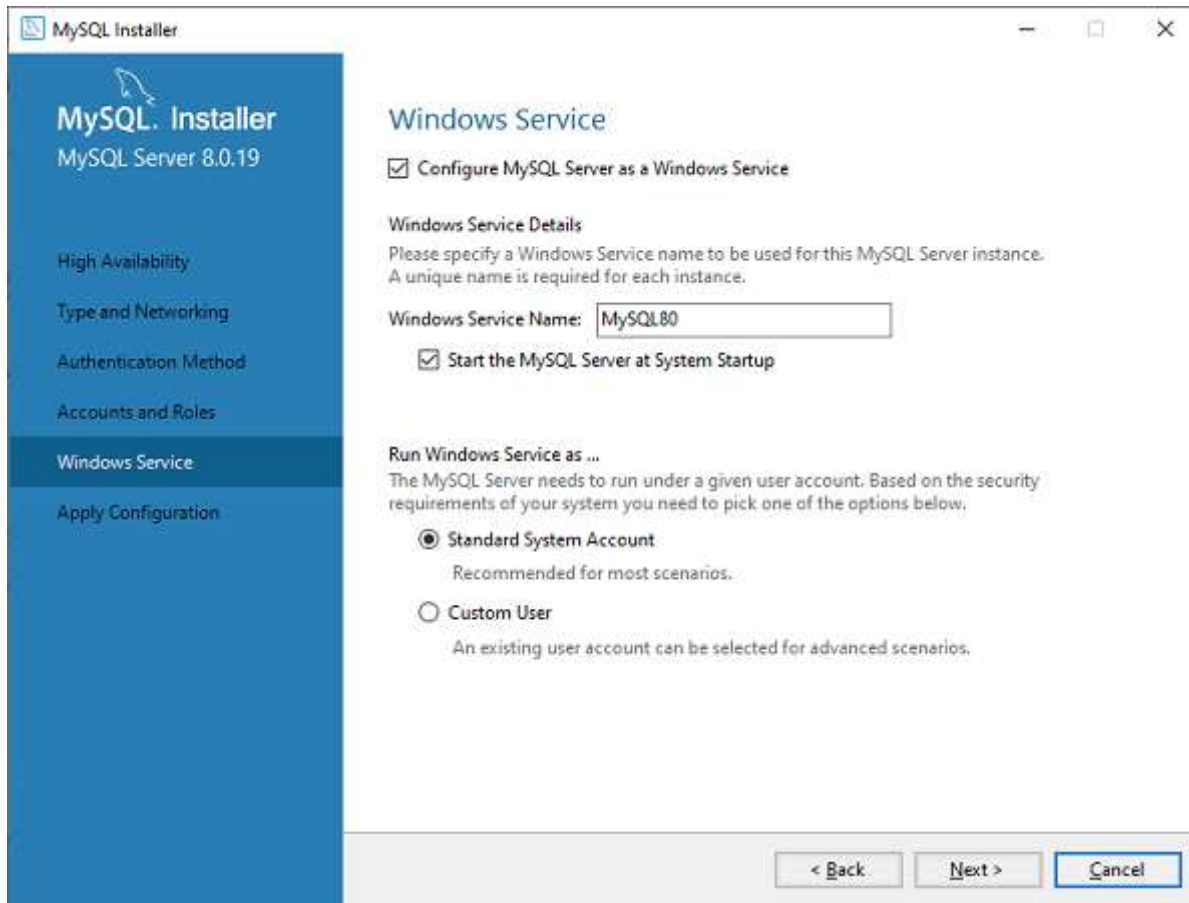 MySQL Installer
MySQL. Installer
MySQL Server 8.0.19
High Availability
Type and Networking
Authentication Method
Accounts and Roles
Windows Service
Apply Configuration
Windows Service
Configure MySQL Server as a Windows Service
Windows Service Details
Please specify a Windows Service name to be used for this MySQL Server instance.
A unique name is required for each instance.
Windows Service Name: MySQL80
Start the MySQL Server at System Startup
Run Windows Service as ...
The MySQL Server needs to run under a given user account. Based on the security
requirements of your system you need to pick one of the options below.
Standard System Account
Recommended for most scenarios.
Custom User
An existing user account can be selected for advanced scenarios.
< Back Next > Cancel